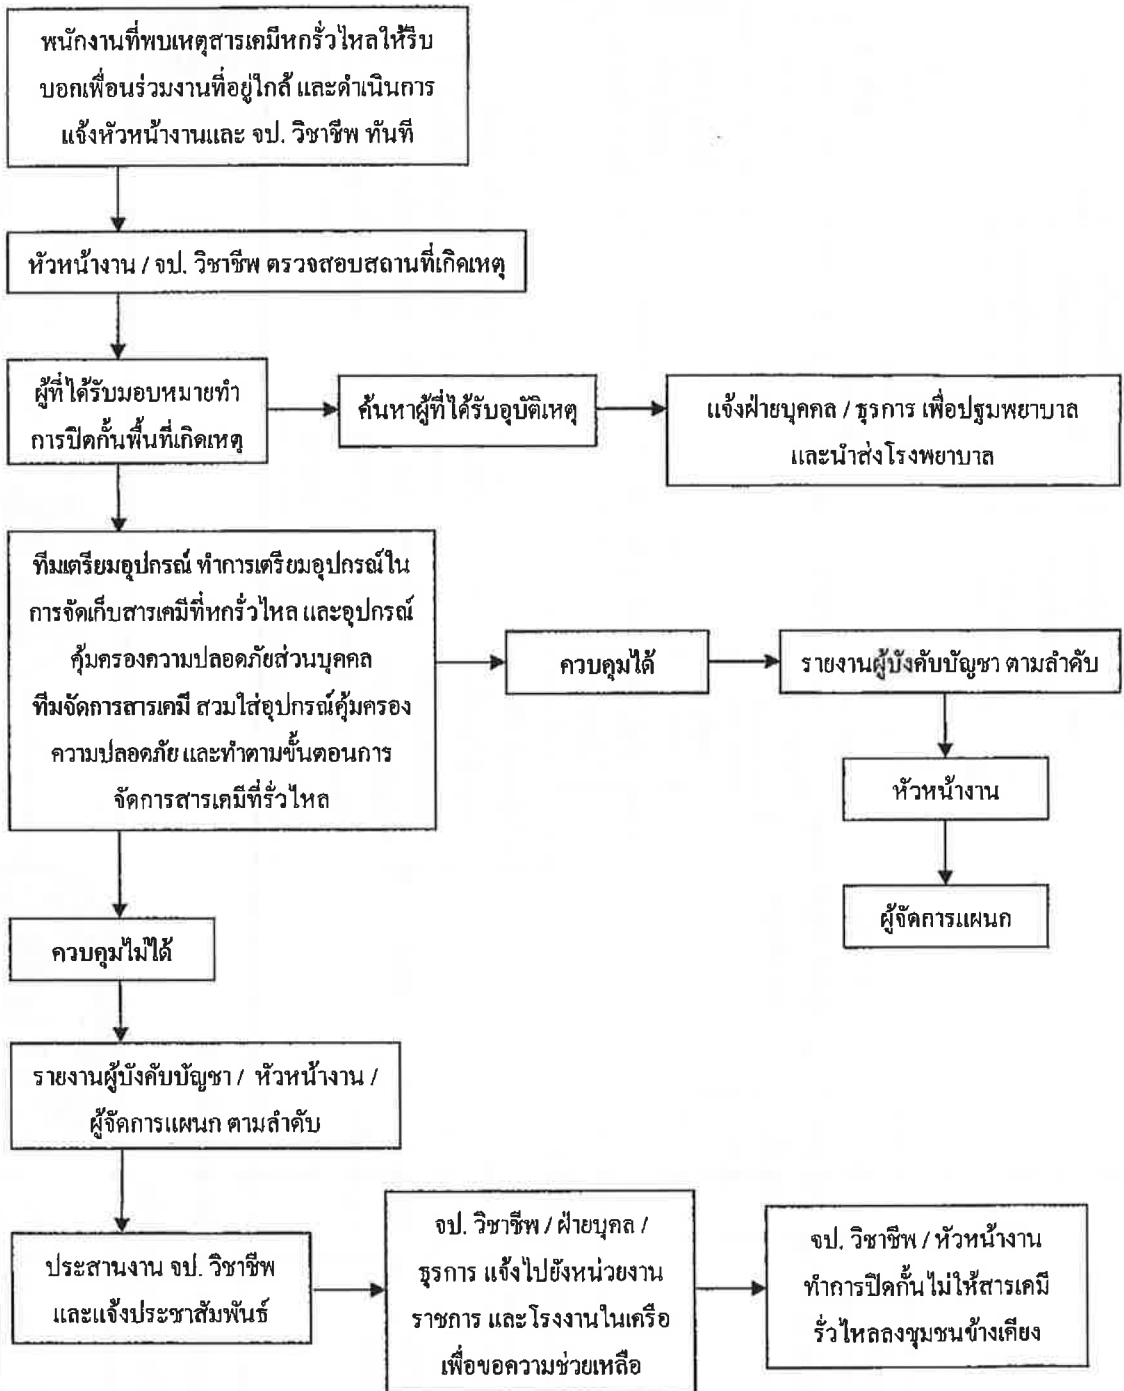 พนักงานที่พบเหตุสารเคมีหกรั่วไหลให้รีบ
บอกเพื่อนร่วมงานที่อยู่ใกล้ และดำเนินการ
แจ้งหัวหน้างานและ จป. วิชาชีพ ทันที
หัวหน้างาน / จป. วิชาชีพ ตรวจสอบสถานที่เกิดเหตุ
ผู้ที่ได้รับมอบหมายทำ
การปิดกั้นพื้นที่เกิดเหตุ
ค้นหาผู้ที่ได้รับอุบัติเหตุ
แจ้งฝ่ายบุคคล / ธุรการ เพื่อปฐมพยาบาล
และนำส่งโรงพยาบาล
ทีมเตรียมอุปกรณ์ ทำการเตรียมอุปกรณ์ใน
การจัดเก็บสารเคมีที่หกรั่วไหล และอุปกรณ์
คุ้มครองความปลอดภัยส่วนบุคคล
ทีมจัดการสารเคมี สวมใส่อุปกรณ์คุ้มครอง
ความปลอดภัย และทำตามขั้นตอนการ
จัดการสารเคมีที่รั่วไหล
ควบคุมได้
รายงานผู้บังคับบัญชา ตามลำดับ
หัวหน้างาน
ผู้จัดการแผนก
ควบคุมไม่ได้
รายงานผู้บังคับบัญชา / หัวหน้างาน /
ผู้จัดการแผนก ตามลำดับ
ประสานงาน จป. วิชาชีพ
และแจ้งประชาสัมพันธ์
จป. วิชาชีพ / ฝ่ายบุคล /
ธุรการ แจ้งไปยังหน่วยงาน
ราชการ และโรงงานในเครือ
เพื่อขอความช่วยเหลือ
จป. วิชาชีพ / หัวหน้างาน
ทำการปิดกั้นไม่ให้สารเคมี
รั่วไหลลงชุมชนข้างเคียง